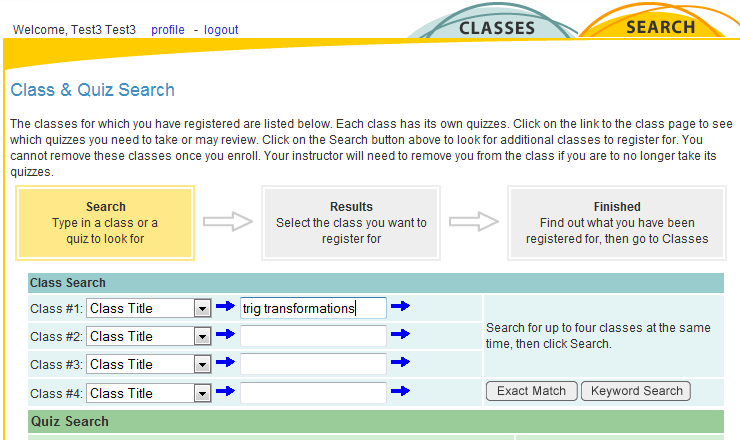 Welcome, Test3 Test3 profile - logout
CLASSES
SEARCH
Class & Quiz Search
The classes for which you have registered are listed below. Each class has its own quizzes. Click on the link to the class page to see
which quizzes you need to take or may review. Click on the Search button above to look for additional classes to register for. You
cannot remove these classes once you enroll. Your instructor will need to remove you from the class if you are to no longer take its
quizzes.
Search
Type in a class or a
quiz to look for
Results
Select the class you want to
register for
Finished
Find out what you have been
registered for, then go to Classes
Class Search
Class #1: Class Title trig transformations
Class #2: Class Title
Class #3: Class Title
Class #4: Class Title
Search for up to four classes at the same
time, then click Search.
Exact Match Keyword Search
Quiz Search